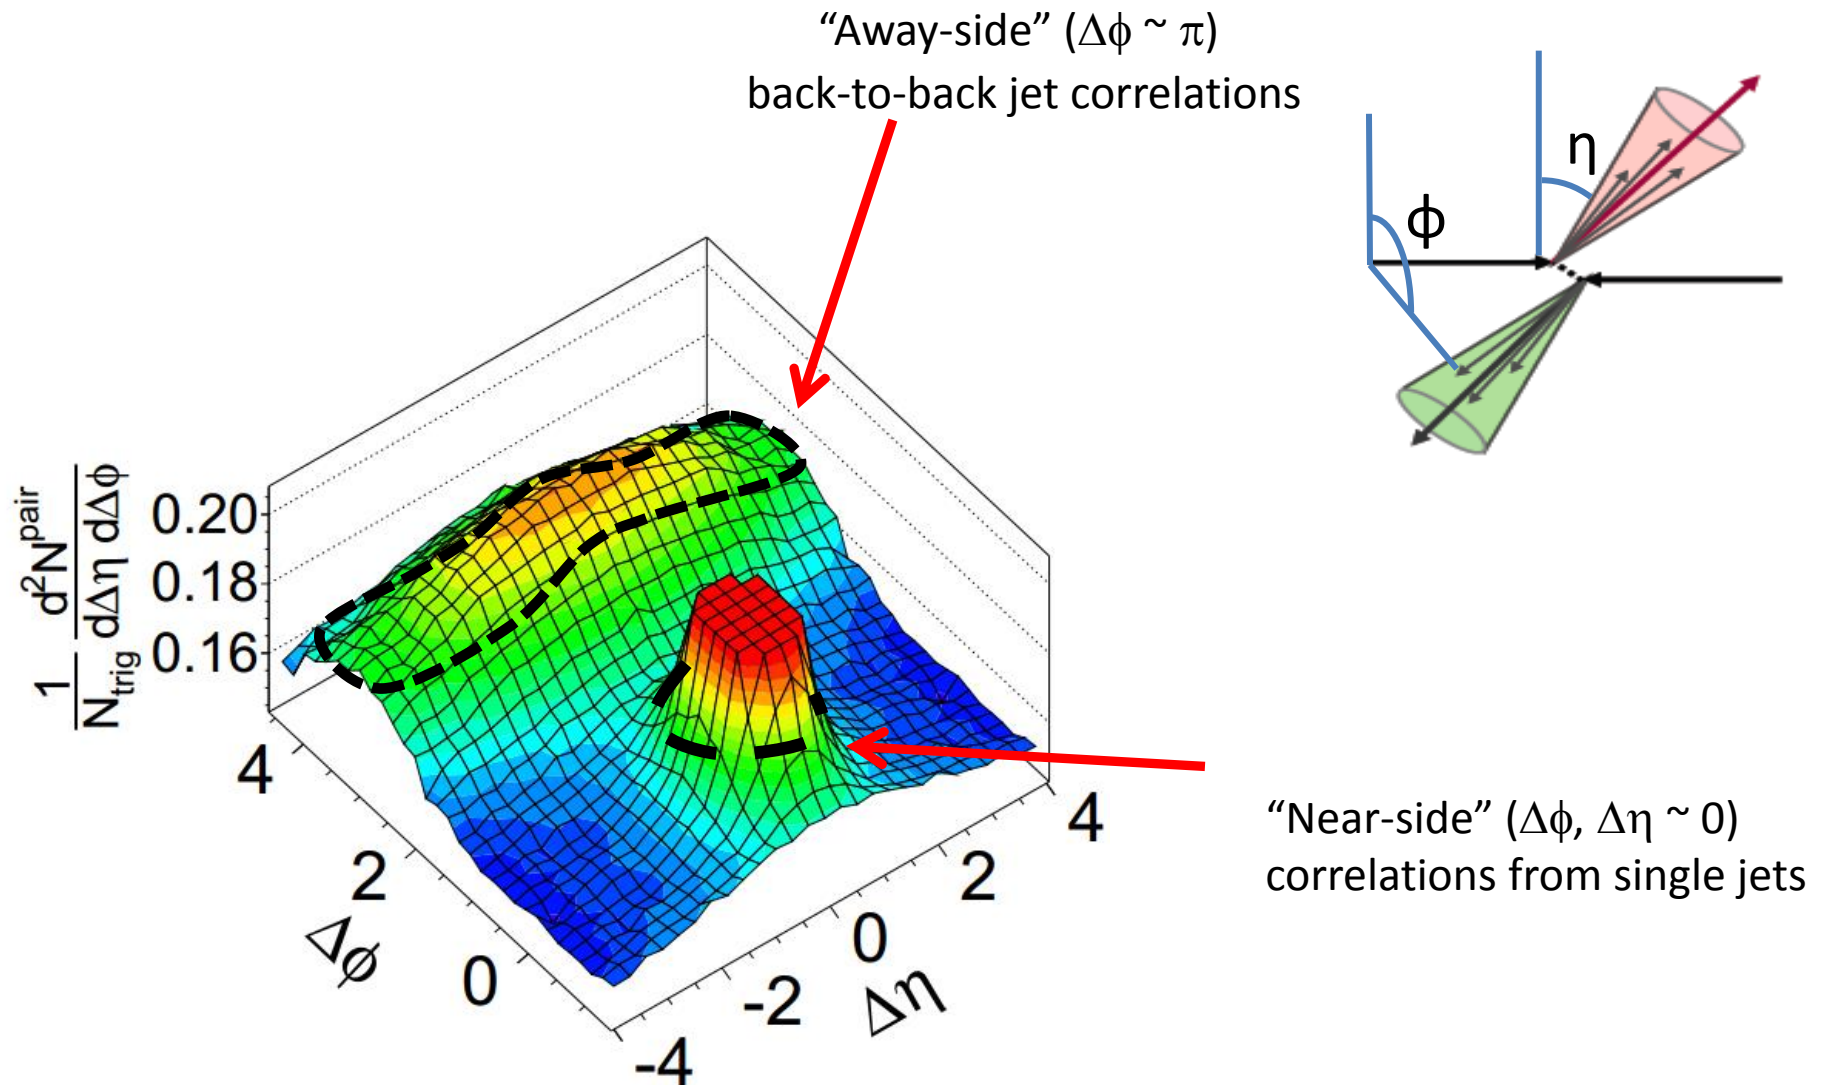 “Away-side” (Δϕ ~ π)
back-to-back jet correlations
η
ϕ
1
N_trig
d²N^pair
dΔη dΔϕ
0.20
0.18
0.16
4
2
0
Δϕ
-4
-2
0
2
4
Δη
“Near-side” (Δϕ, Δη ~ 0)
correlations from single jets